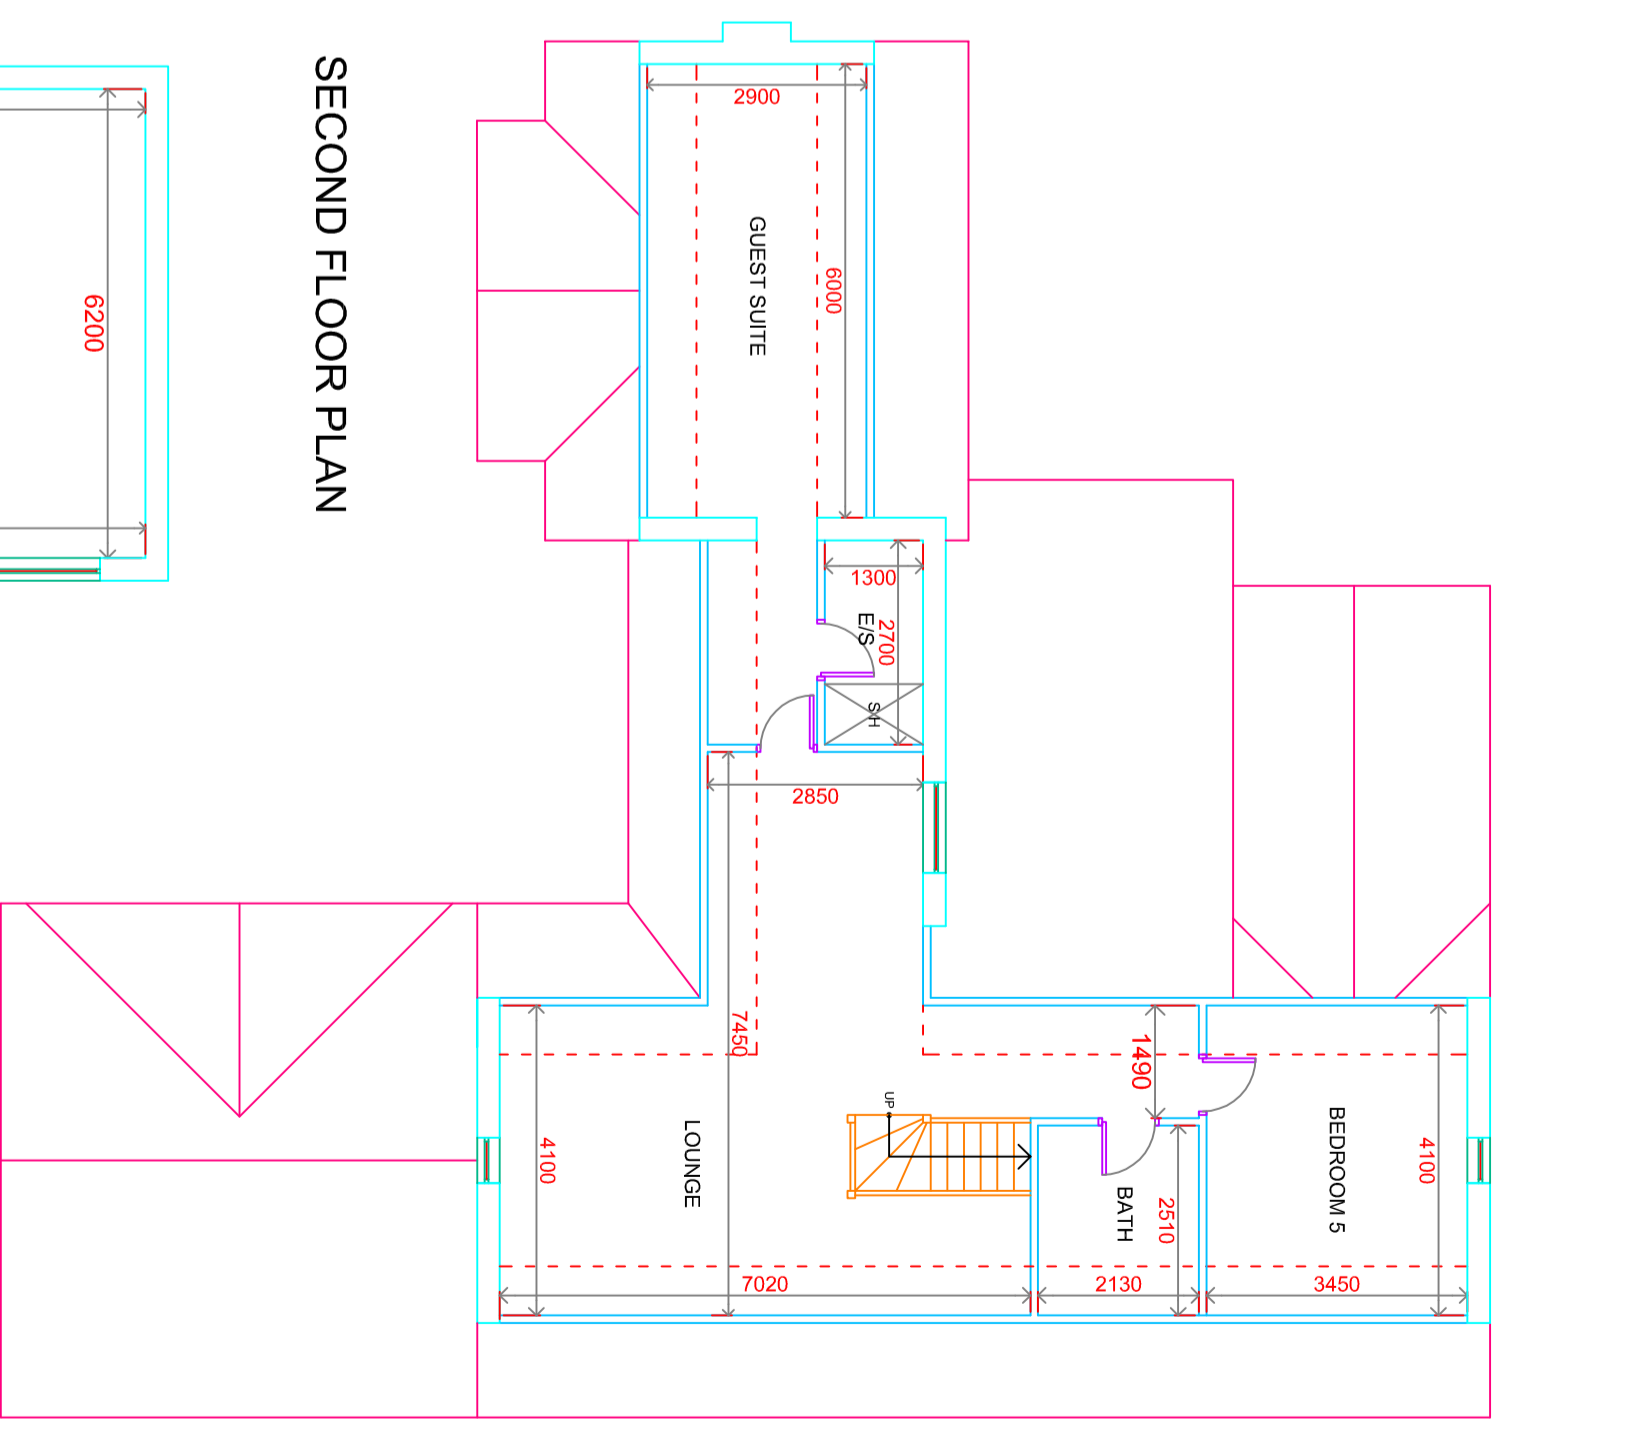 SECOND FLOOR PLAN
6200
2900
GUEST SUITE
6000
1300
E/S
2700
S H
2850
7450
1490
UP
LOUNGE
4100
BATH
2510
BEDROOM 5
4100
7020
2130
3450